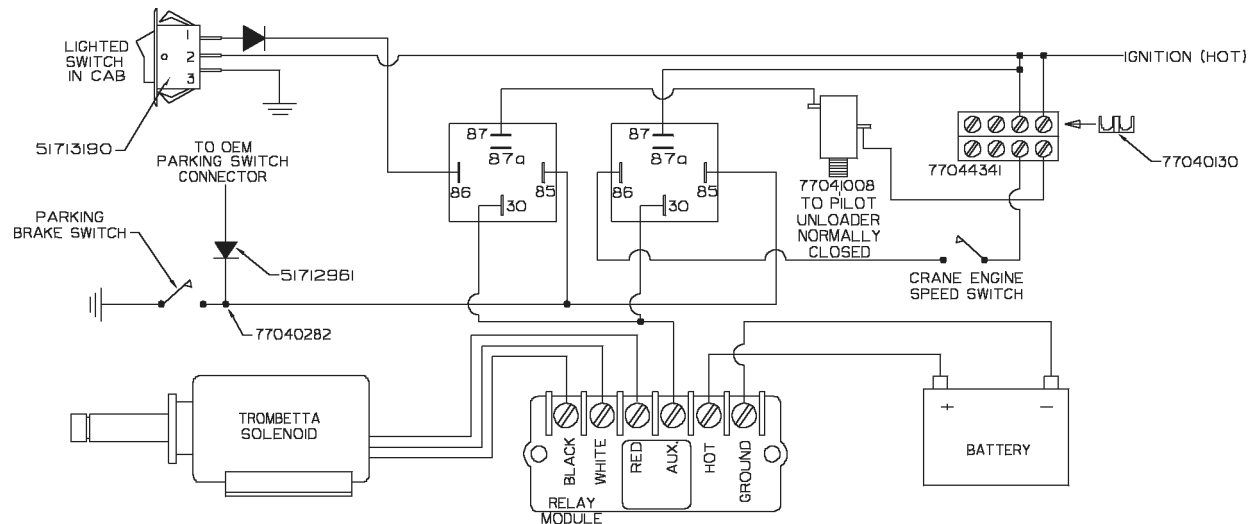 LIGHTED
SWITCH
IN CAB
1
2
3
IGNITION (HOT)
51713190
TO OEM
PARKING SWITCH
CONNECTOR
87
87a
86
85
30
87
87a
86
85
30
77041008
TO PILOT
UNLOADER
NORMALLY
CLOSED
77044341
77040130
PARKING
BRAKE SWITCH
51712961
CRANE ENGINE
SPEED SWITCH
77040282
TROMBETTA
SOLENOID
BLACK
WHITE
RED
AUX.
HOT
GROUND
RELAY
MODULE
+
−
BATTERY